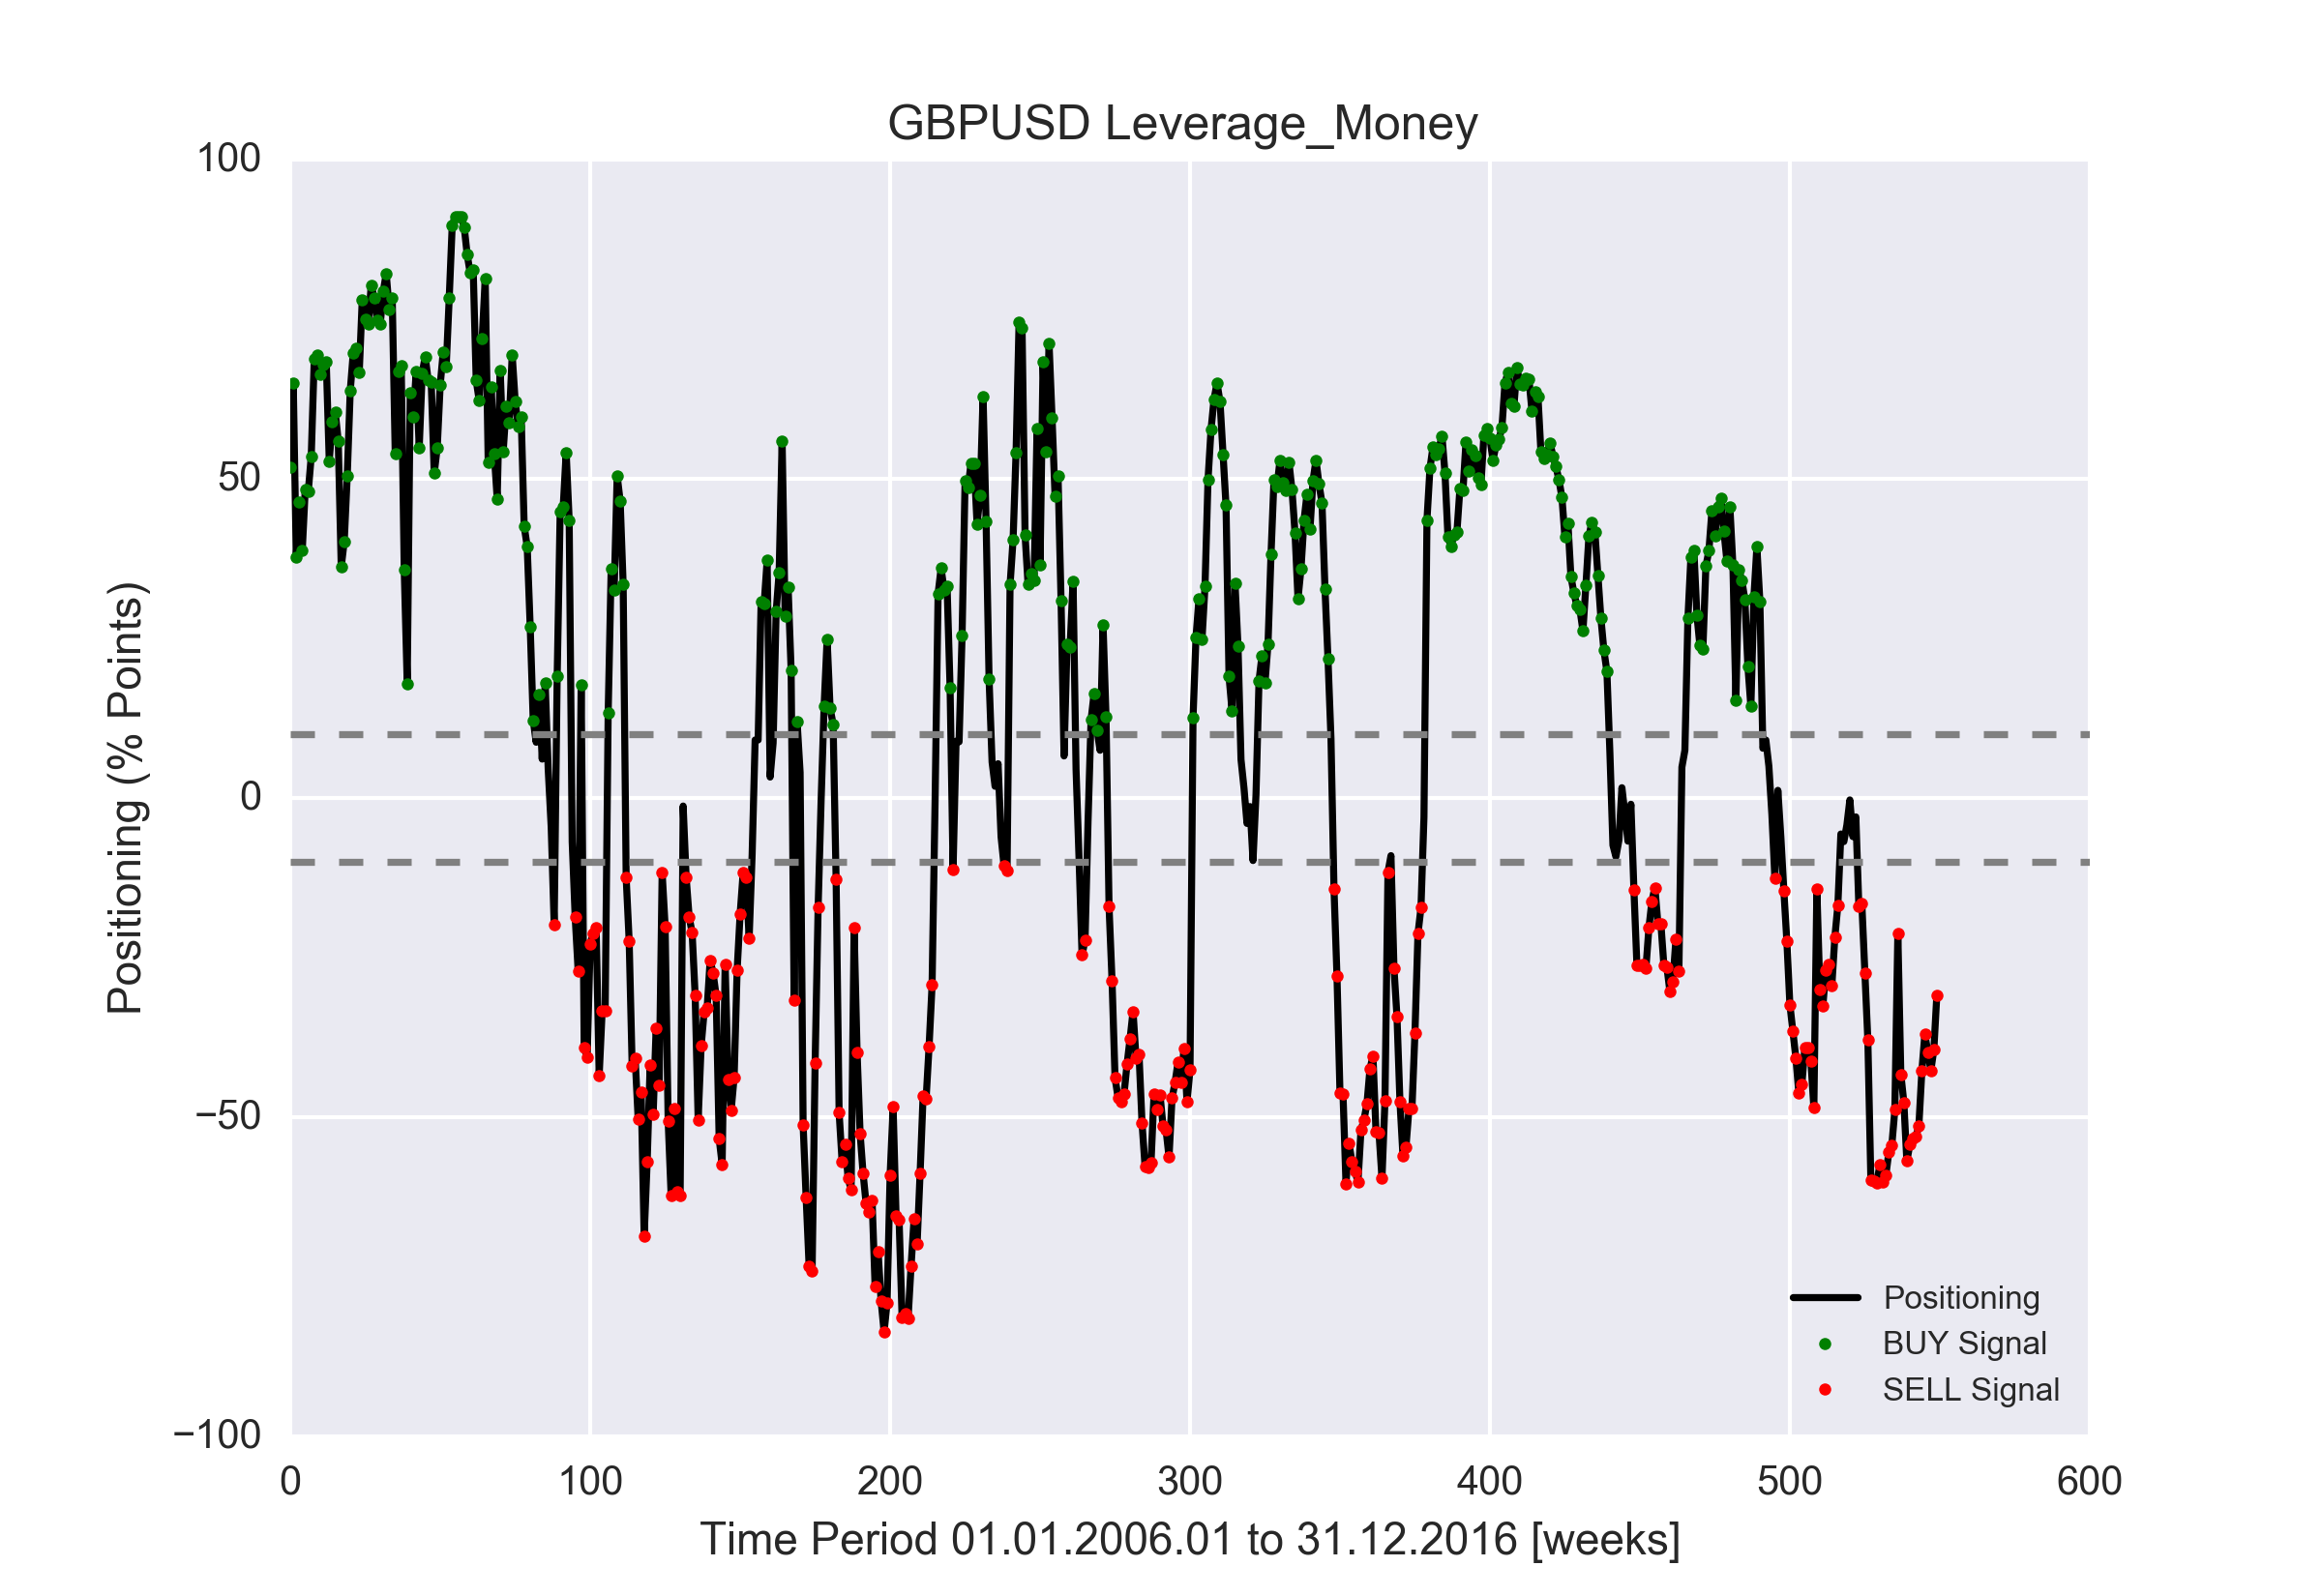 GBPUSD Leverage_Money
100
50
0
−50
−100
Positioning (% Points)
0 100 200 300 400 500 600
Time Period 01.01.2006.01 to 31.12.2016 [weeks]
Positioning
BUY Signal
SELL Signal